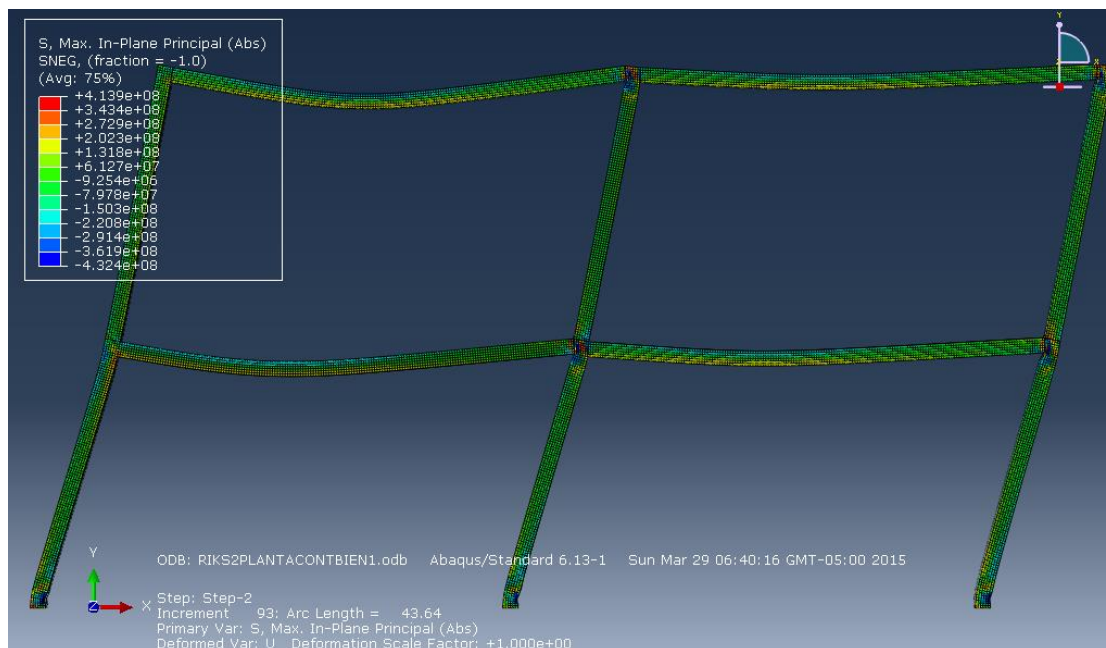 S, Max. In-Plane Principal (Abs)
SNEG, (fraction = -1.0)
(Avg: 75%)
+4.139e+08
+3.434e+08
+2.729e+08
+2.023e+08
+1.318e+08
+6.127e+07
-9.254e+06
-7.978e+07
-1.503e+08
-2.208e+08
-2.914e+08
-3.619e+08
-4.324e+08
Y
Z
X
Y
Z
X
ODB: RIKS2PLANTACONTBIEN1.odb Abaqus/Standard 6.13-1 Sun Mar 29 06:40:16 GMT-05:00 2015
Step: Step-2
Increment 93: Arc Length = 43.64
Primary Var: S, Max. In-Plane Principal (Abs)
Deformed Var: U Deformation Scale Factor: +1.000e+00